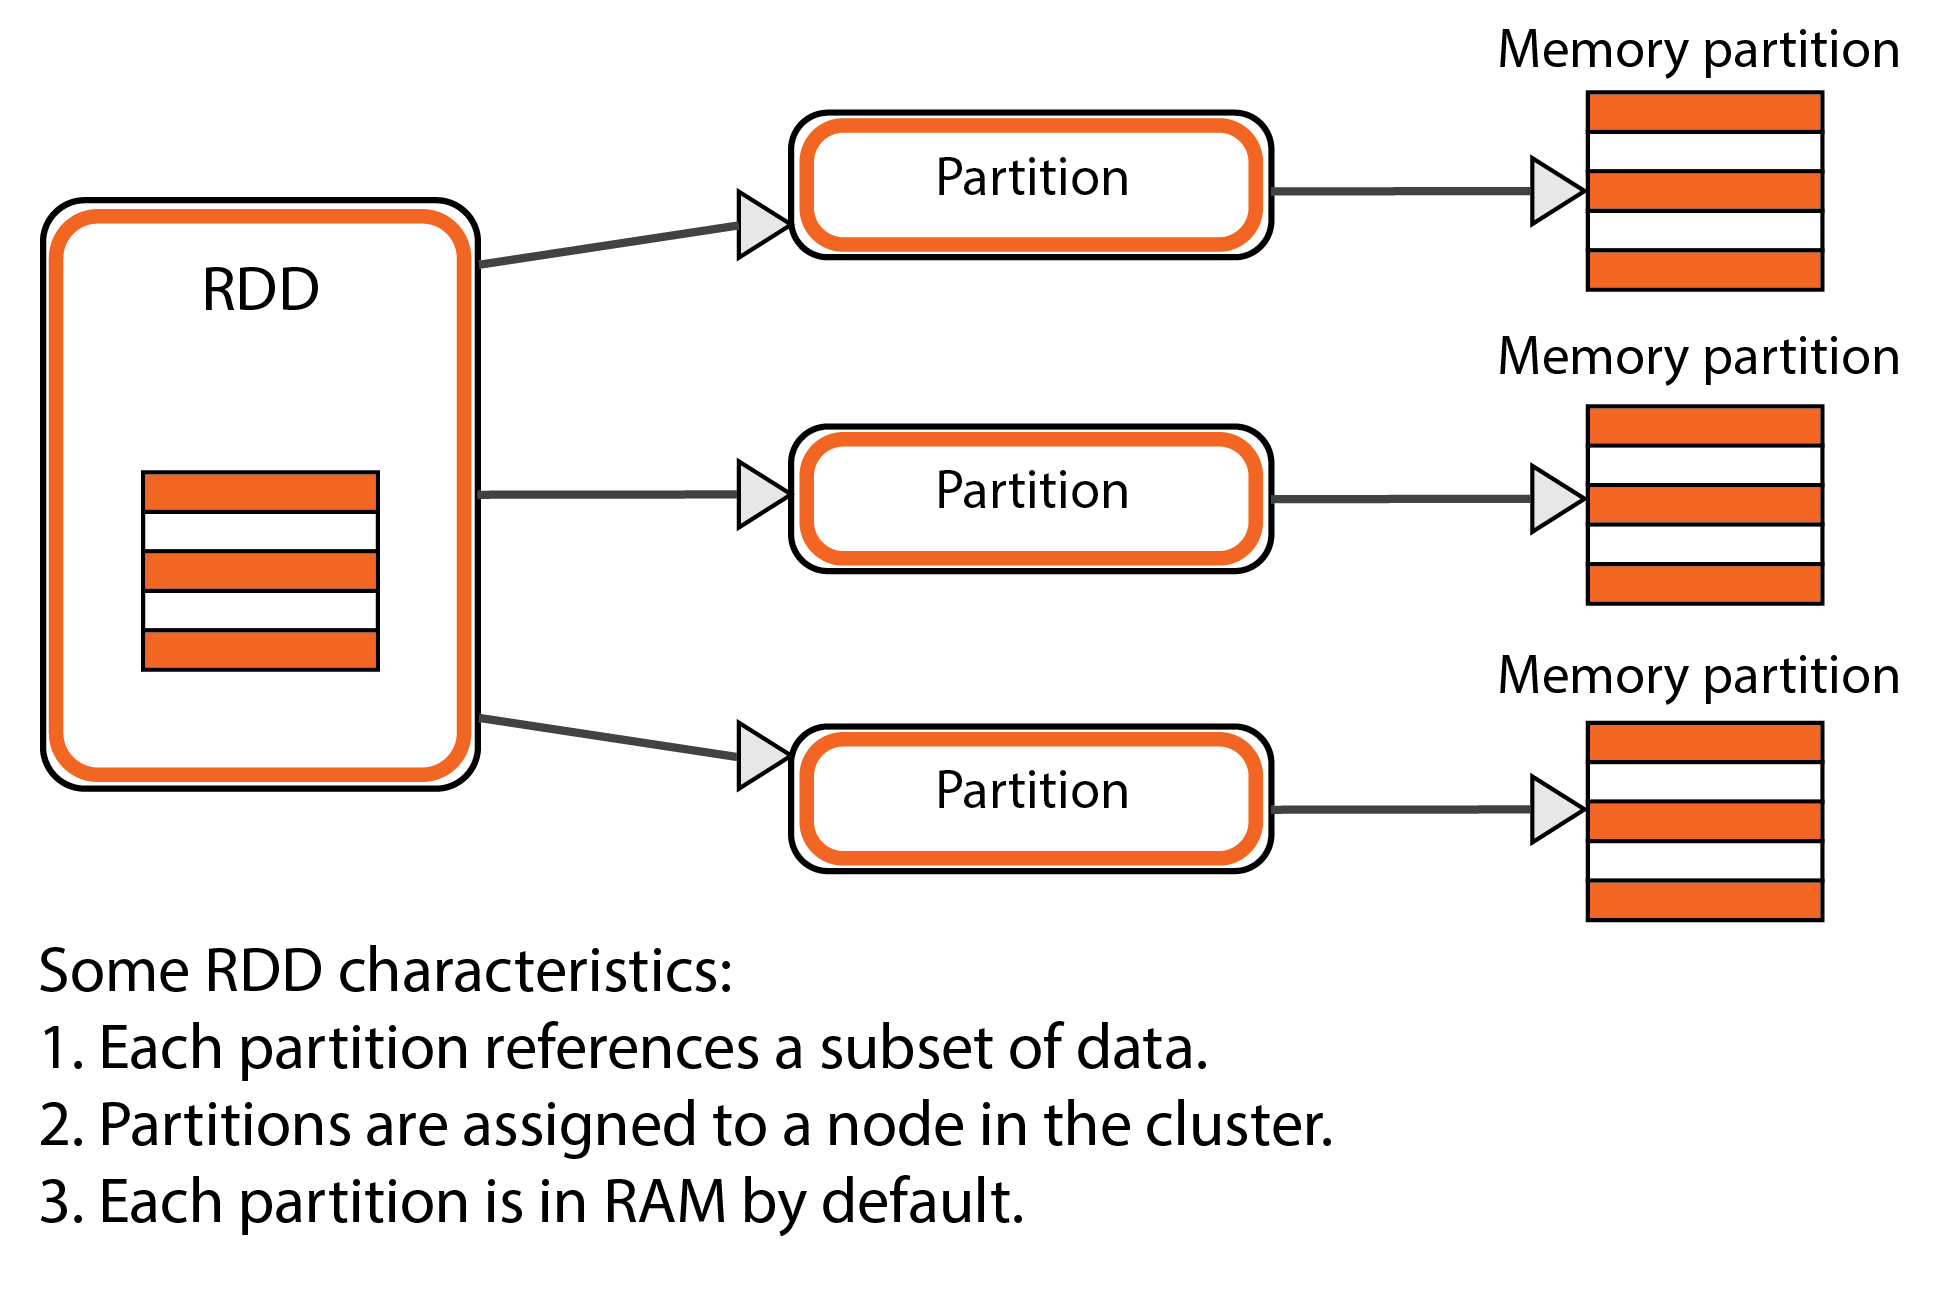 RDD
Partition
Memory partition
Partition
Memory partition
Partition
Memory partition
Some RDD characteristics:
1. Each partition references a subset of data.
2. Partitions are assigned to a node in the cluster.
3. Each partition is in RAM by default.